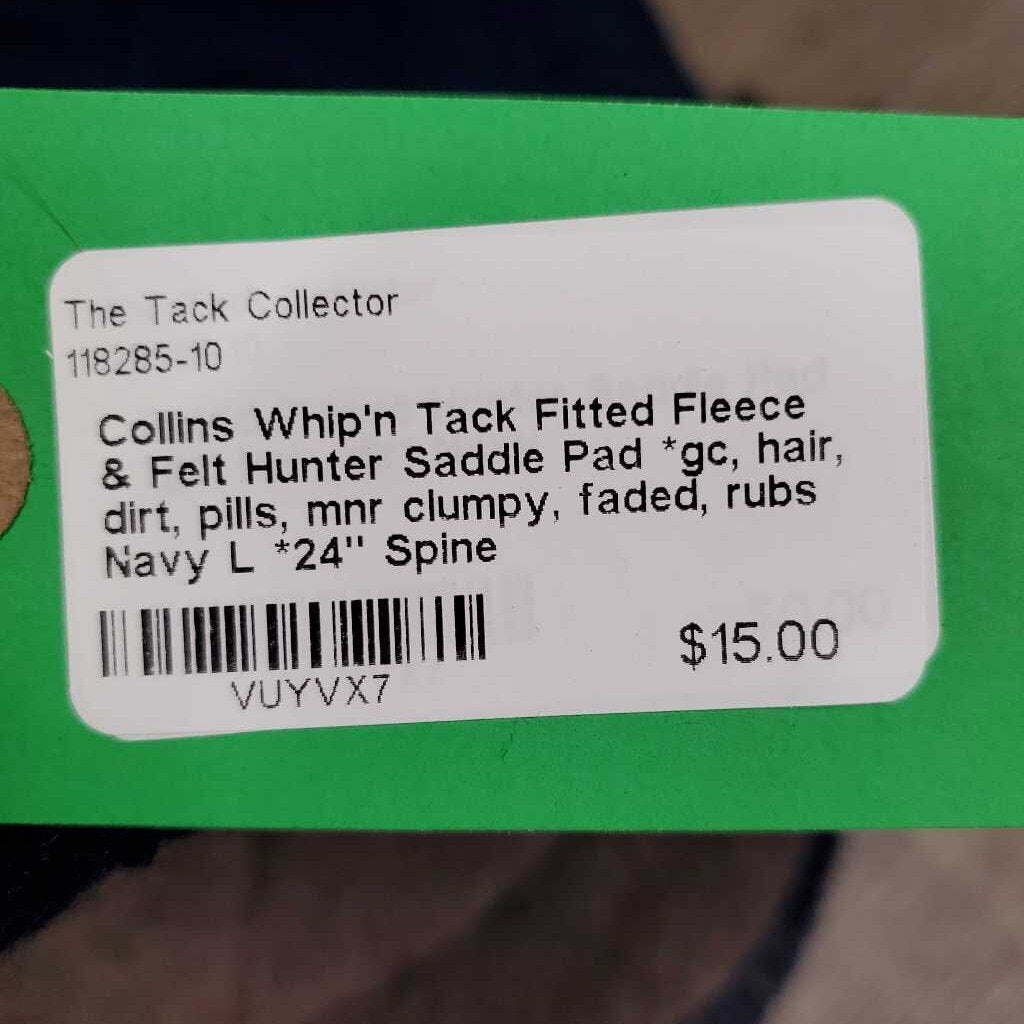 The Tack Collector
118285-10
Collins Whip'n Tack Fitted Fleece
& Felt Hunter Saddle Pad *gc, hair,
dirt, pills, mnr clumpy, faded, rubs
Navy L *24" Spine
VUYVX7
$15.00